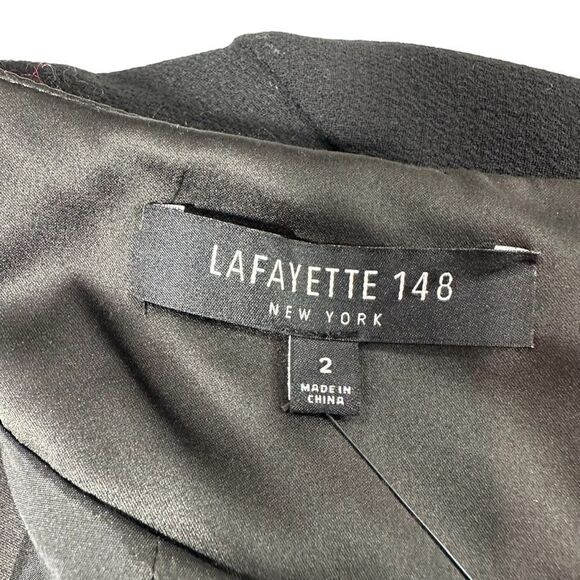 LAFAYETTE 148
NEW YORK
2
MADE IN
CHINA